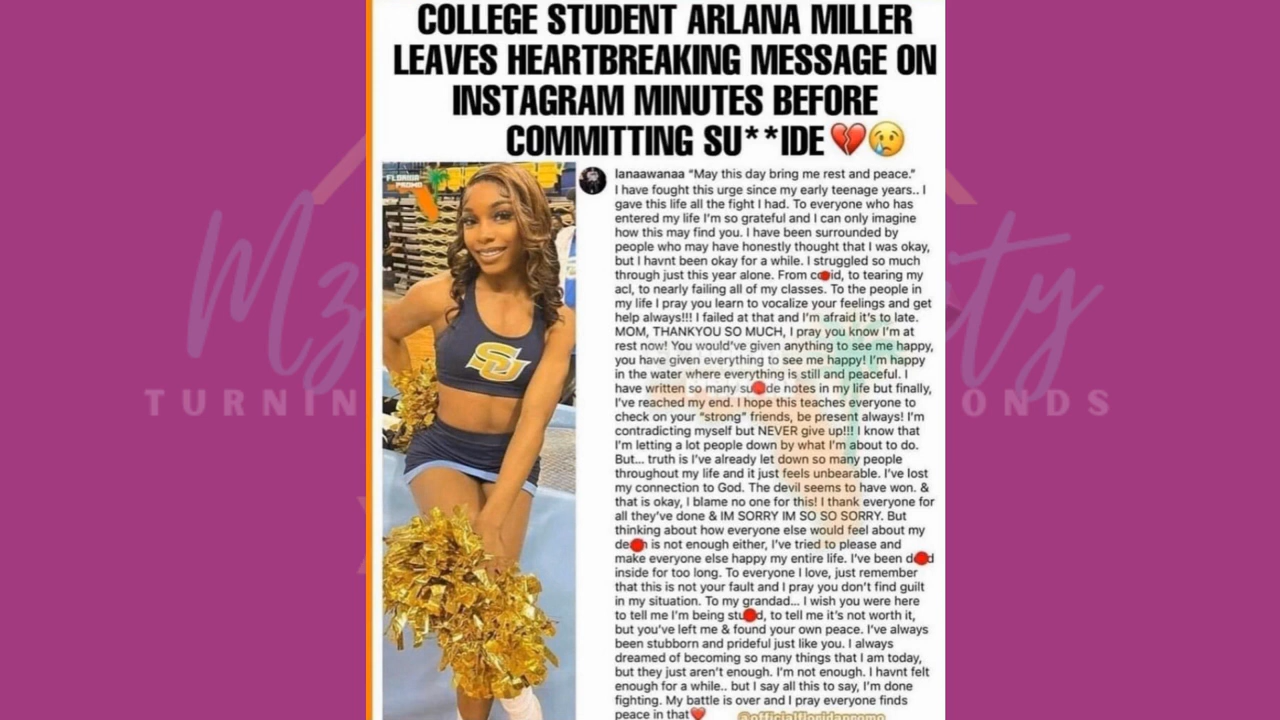 COLLEGE STUDENT ARLANA MILLER
LEAVES HEARTBREAKING MESSAGE ON
INSTAGRAM MINUTES BEFORE
COMMITTING SU**IDE💔😢
FLORIDA
PROMO
SU
lanaawanaa “May this day bring me rest and peace.”
I have fought this urge since my early teenage years.. I
gave this life all the fight I had. To everyone who has
entered my life I’m so grateful and I can only imagine
how this may find you. I have been surrounded by
people who may have honestly thought that I was okay,
but I havnt been okay for a while. I struggled so much
through just this year alone. From co🔴id, to tearing my
acl, to nearly failing all of my classes. To the people in
my life I pray you learn to vocalize your feelings and get
help always!!! I failed at that and I’m afraid it’s to late.
MOM, THANKYOU SO MUCH, I pray you know I’m at
rest now! You would’ve given anything to see me happy,
you have given everything to see me happy! I’m happy
in the water where everything is still and peaceful. I
have written so many su🔴de notes in my life but finally,
I’ve reached my end. I hope this teaches everyone to
check on your “strong” friends, be present always! I’m
contradicting myself but NEVER give up!!! I know that
I’m letting a lot people down by what I’m about to do.
But... truth is I’ve already let down so many people
throughout my life and it just feels unbearable. I’ve lost
my connection to God. The devil seems to have won. &
that is okay, I blame no one for this! I thank everyone for
all they’ve done & IM SORRY IM SO SO SORRY. But
thinking about how everyone else would feel about my
de🔴h is not enough either, I’ve tried to please and
make everyone else happy my entire life. I’ve been d🔴d
inside for too long. To everyone I love, just remember
that this is not your fault and I pray you don’t find guilt
in my situation. To my grandad... I wish you were here
to tell me I’m being stu🔴d, to tell me it’s not worth it,
but you’ve left me & found your own peace. I’ve always
been stubborn and prideful just like you. I always
dreamed of becoming so many things that I am today,
but they just aren’t enough. I’m not enough. I havnt felt
enough for a while.. but I say all this to say, I’m done
fighting. My battle is over and I pray everyone finds
peace in that❤️
@officialfloridapromo
Mz
ty
TURNIN
ONDS